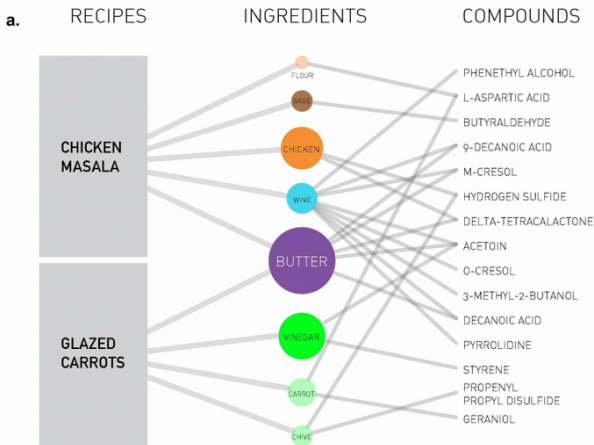 a.
RECIPES
INGREDIENTS
COMPOUNDS
CHICKEN
MASALA
GLAZED
CARROTS
FLOUR
SAGE
CHICKEN
WINE
BUTTER
VINEGAR
CARROT
CHIVE
PHENETHYL ALCOHOL
L-ASPARTIC ACID
BUTYRALDEHYDE
9-DECANOIC ACID
M-CRESOL
HYDROGEN SULFIDE
DELTA-TETRACALACTONE
ACETOIN
O-CRESOL
3-METHYL-2-BUTANOL
DECANOIC ACID
PYRROLIDINE
STYRENE
PROPENYL
PROPYL DISULFIDE
GERANIOL